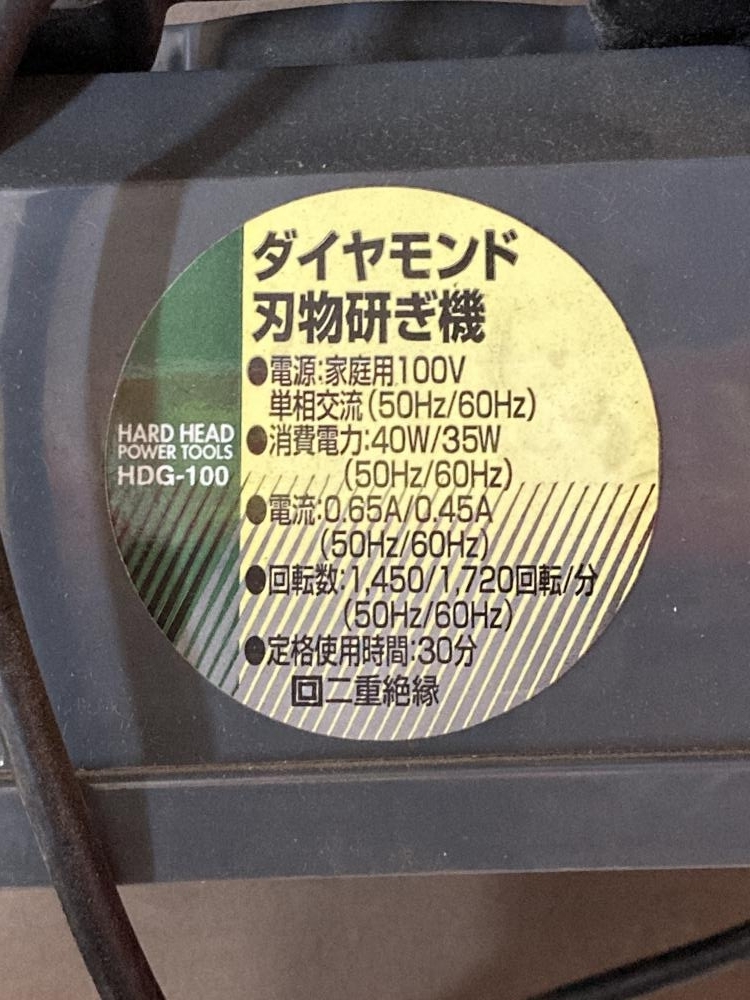 ダイヤモンド
刃物研ぎ機
●電源:家庭用100V
単相交流(50Hz/60Hz)
●消費電力:40W/35W
(50Hz/60Hz)
●電流:0.65A/0.45A
(50Hz/60Hz)
●回転数:1,450/1,720回転/分
(50Hz/60Hz)
●定格使用時間:30分
回二重絶縁
HARD HEAD
POWER TOOLS
HDG-100